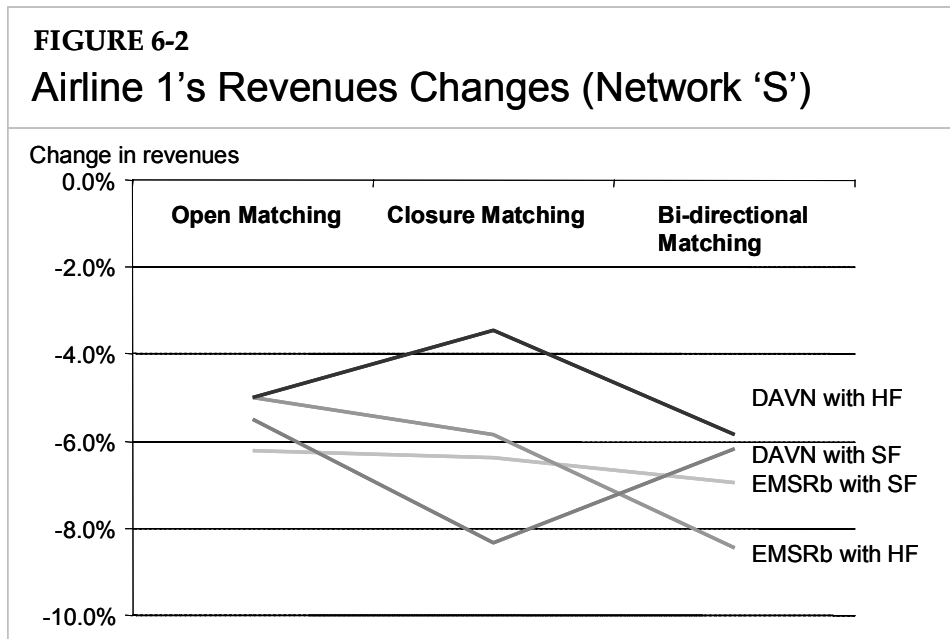 FIGURE 6-2
Airline 1’s Revenues Changes (Network ‘S’)
Change in revenues
0.0%
Open Matching
Closure Matching
Bi-directional
Matching
-2.0%
-4.0%
DAVN with HF
-6.0%
DAVN with SF
EMSRb with SF
-8.0%
EMSRb with HF
-10.0%